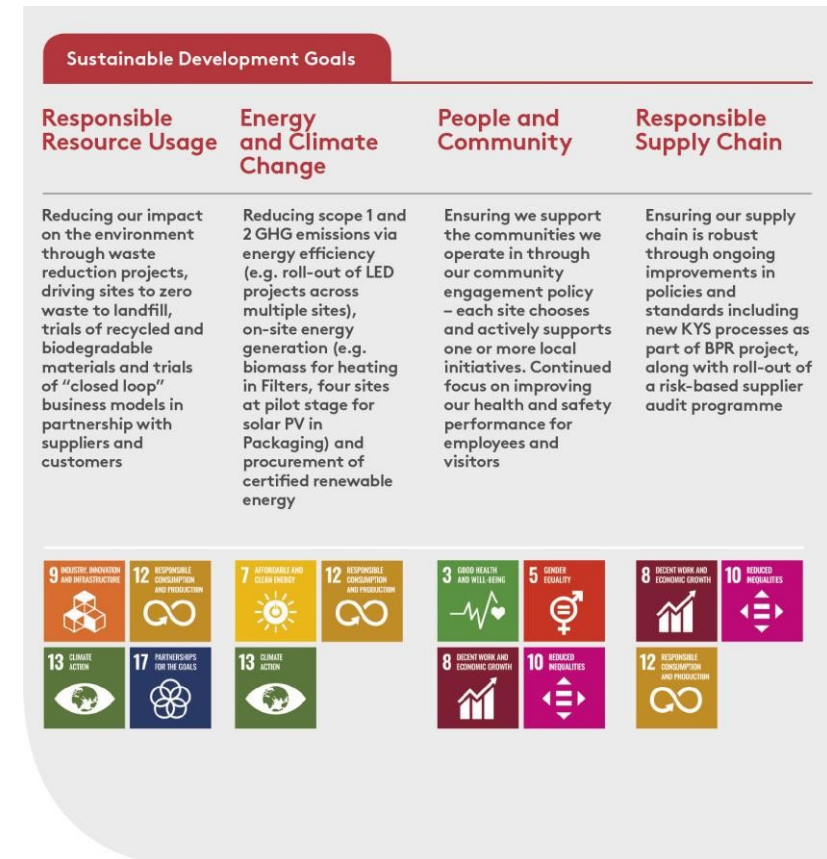 Sustainable Development Goals
Responsible
Resource Usage
Reducing our impact
on the environment
through waste
reduction projects,
driving sites to zero
waste to landfill,
trials of recycled and
biodegradable
materials and trials
of “closed loop”
business models in
partnership with
suppliers and
customers
9 INDUSTRY, INNOVATION
AND INFRASTRUCTURE
12 RESPONSIBLE
CONSUMPTION
AND PRODUCTION
13 CLIMATE
ACTION
17 PARTNERSHIPS
FOR THE GOALS
Energy
and Climate
Change
Reducing scope 1 and
2 GHG emissions via
energy efficiency
(e.g. roll-out of LED
projects across
multiple sites),
on-site energy
generation (e.g.
biomass for heating
in Filters, four sites
at pilot stage for
solar PV in
Packaging) and
procurement of
certified renewable
energy
7 AFFORDABLE AND
CLEAN ENERGY
12 RESPONSIBLE
CONSUMPTION
AND PRODUCTION
13 CLIMATE
ACTION
People and
Community
Ensuring we support
the communities we
operate in through
our community
engagement policy
– each site chooses
and actively supports
one or more local
initiatives. Continued
focus on improving
our health and safety
performance for
employees and
visitors
3 GOOD HEALTH
AND WELL-BEING
5 GENDER
EQUALITY
8 DECENT WORK AND
ECONOMIC GROWTH
10 REDUCED
INEQUALITIES
Responsible
Supply Chain
Ensuring our supply
chain is robust
through ongoing
improvements in
policies and
standards including
new KYS processes as
part of BPR project,
along with roll-out of
a risk-based supplier
audit programme
8 DECENT WORK AND
ECONOMIC GROWTH
10 REDUCED
INEQUALITIES
12 RESPONSIBLE
CONSUMPTION
AND PRODUCTION